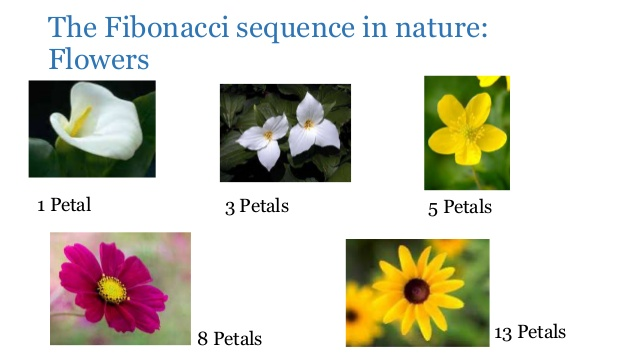 The Fibonacci sequence in nature:
Flowers
1 Petal
3 Petals
5 Petals
8 Petals
13 Petals